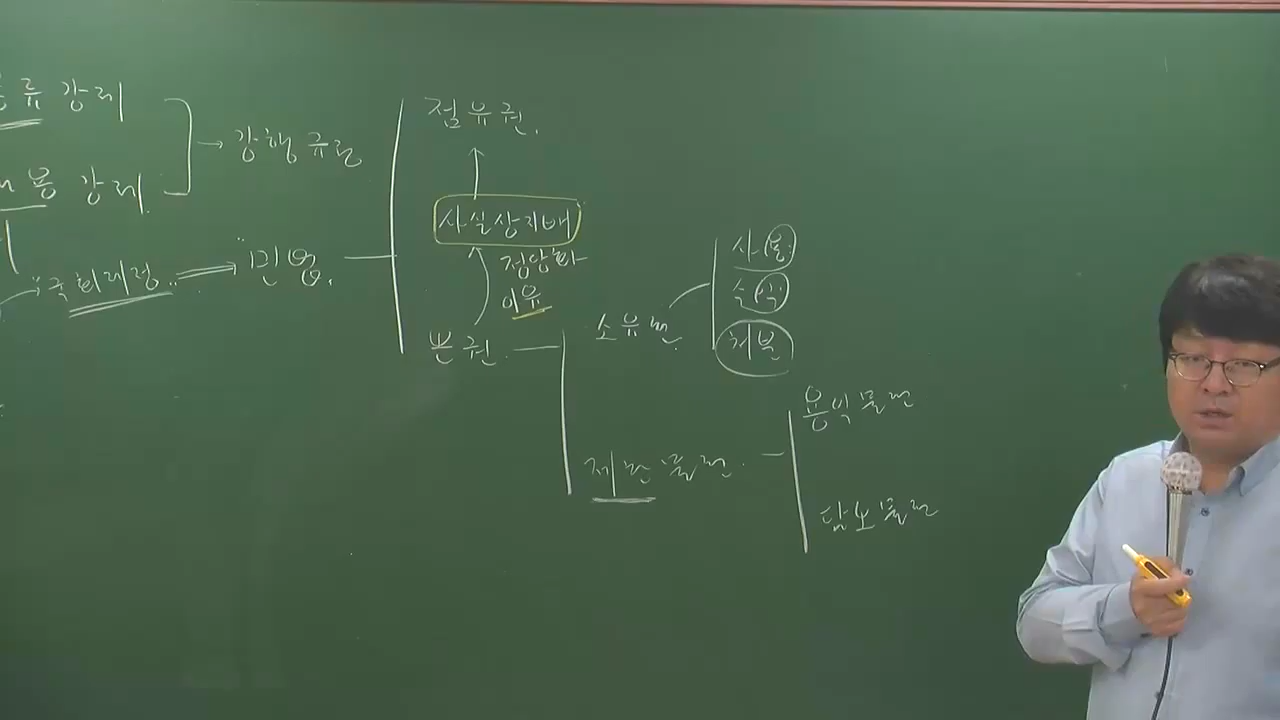 류 강제
용 강제.
→ 강행규정
"국회제정"
"민법.
점유권.
사실상지배
정당화
이유
본권.
소유권.
사용
수익
처분
제한물권.
용익물권
담보물권